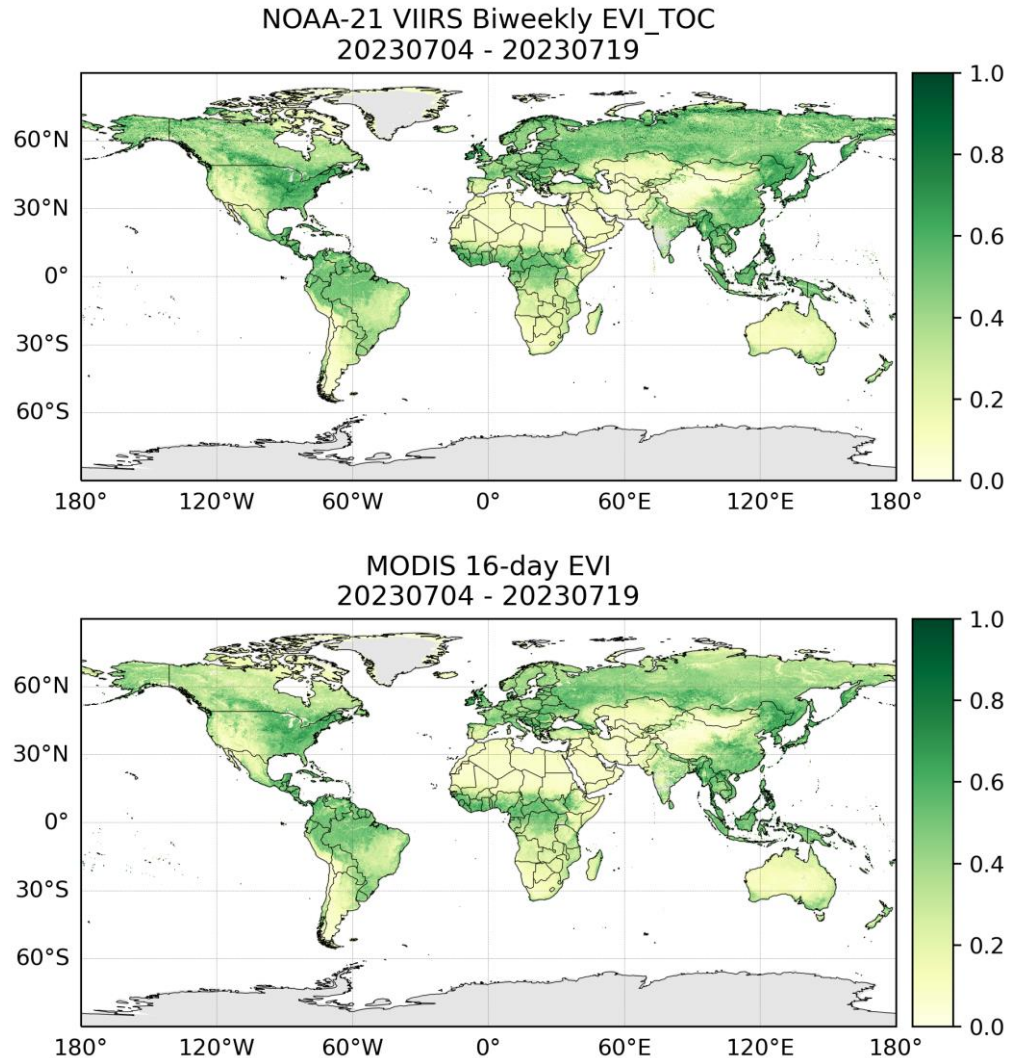 NOAA-21 VIIRS Biweekly EVI_TOC
20230704 - 20230719
1.0
60°N
0.8
30°N
0.6
0°
0.4
30°S
0.2
60°S
0.0
180° 120°W 60°W 0° 60°E 120°E 180°
MODIS 16-day EVI
20230704 - 20230719
1.0
60°N
0.8
30°N
0.6
0°
0.4
30°S
0.2
60°S
0.0
180° 120°W 60°W 0° 60°E 120°E 180°